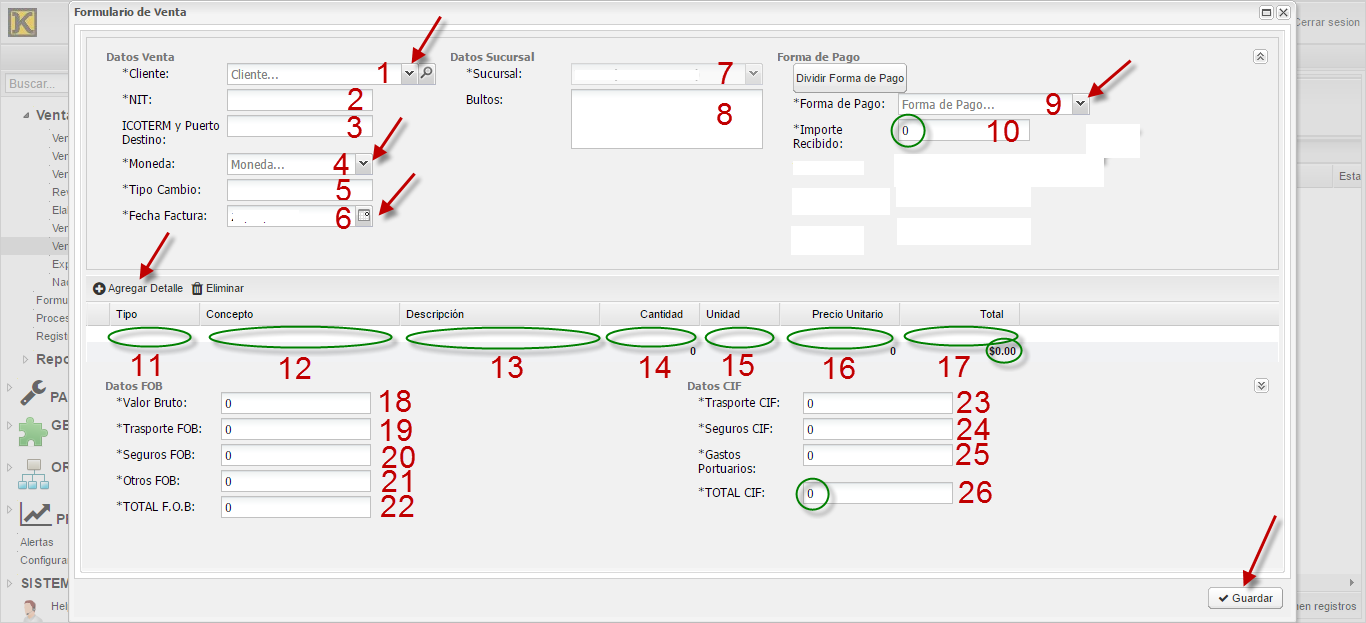 Formulario de Venta
K
Cerrar sesion
Buscar...
Venta
Ven
Ven
Ven
Rev
Elai
Ven
Ven
Exp
Nac
Formu
Proces
Registi
Repo
PA
GE
OR
PI
Alertas
Configura
SISTEM
Hel
Esta
nen registros
Datos Venta
*Cliente: Cliente... 1
*NIT: 2
ICOTERM y Puerto
Destino: 3
*Moneda: Moneda... 4
*Tipo Cambio: 5
*Fecha Factura: 6
Datos Sucursal
*Sucursal: 7
Bultos: 8
Forma de Pago
Dividir Forma de Pago
*Forma de Pago: Forma de Pago... 9
*Importe
Recibido: 0 10
Agregar Detalle Eliminar
Tipo Concepto Descripción Cantidad Unidad Precio Unitario Total
0 0 $0.00
11 12 13 14 15 16 17
Datos FOB
*Valor Bruto: 0 18
*Trasporte FOB: 0 19
*Seguros FOB: 0 20
*Otros FOB: 0 21
*TOTAL F.O.B: 0 22
Datos CIF
*Trasporte CIF: 0 23
*Seguros CIF: 0 24
*Gastos
Portuarios: 0 25
*TOTAL CIF: 0 26
Guardar